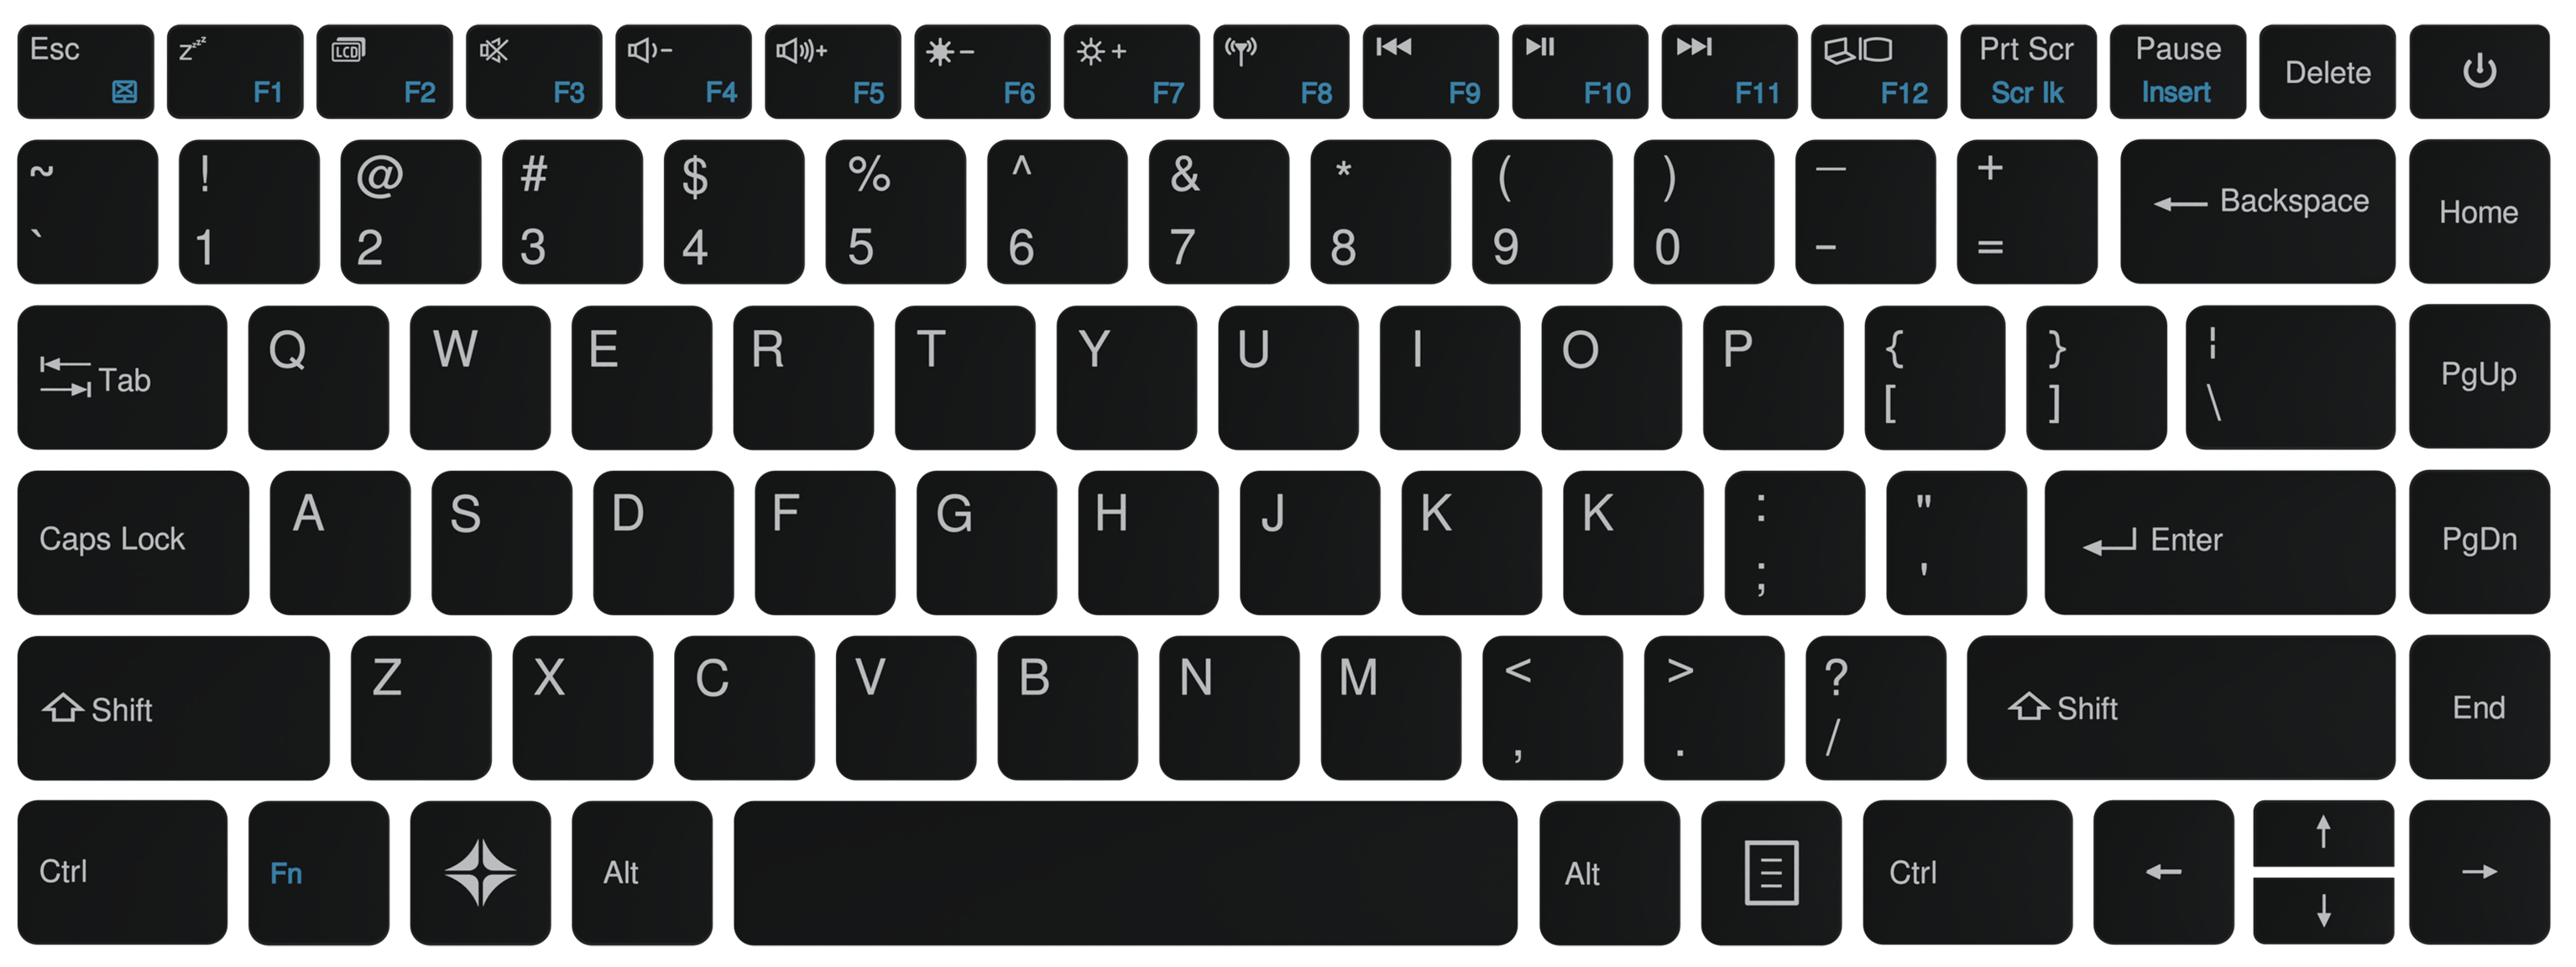 Esc zzz LCD - + - + Prt Scr Pause Delete
F1 F2 F3 F4 F5 F6 F7 F8 F9 F10 F11 F12 Scr lk Insert
~ ! @ # $ % ^ & * ( ) — + Backspace Home
` 1 2 3 4 5 6 7 8 9 0 - =
Tab Q W E R T Y U I O P { } ¦ PgUp
[ ] \
Caps Lock A S D F G H J K K : " Enter PgDn
; '
Shift Z X C V B N M < > ? Shift End
, . /
Ctrl Fn Alt Alt Ctrl ← ↑ →
↓